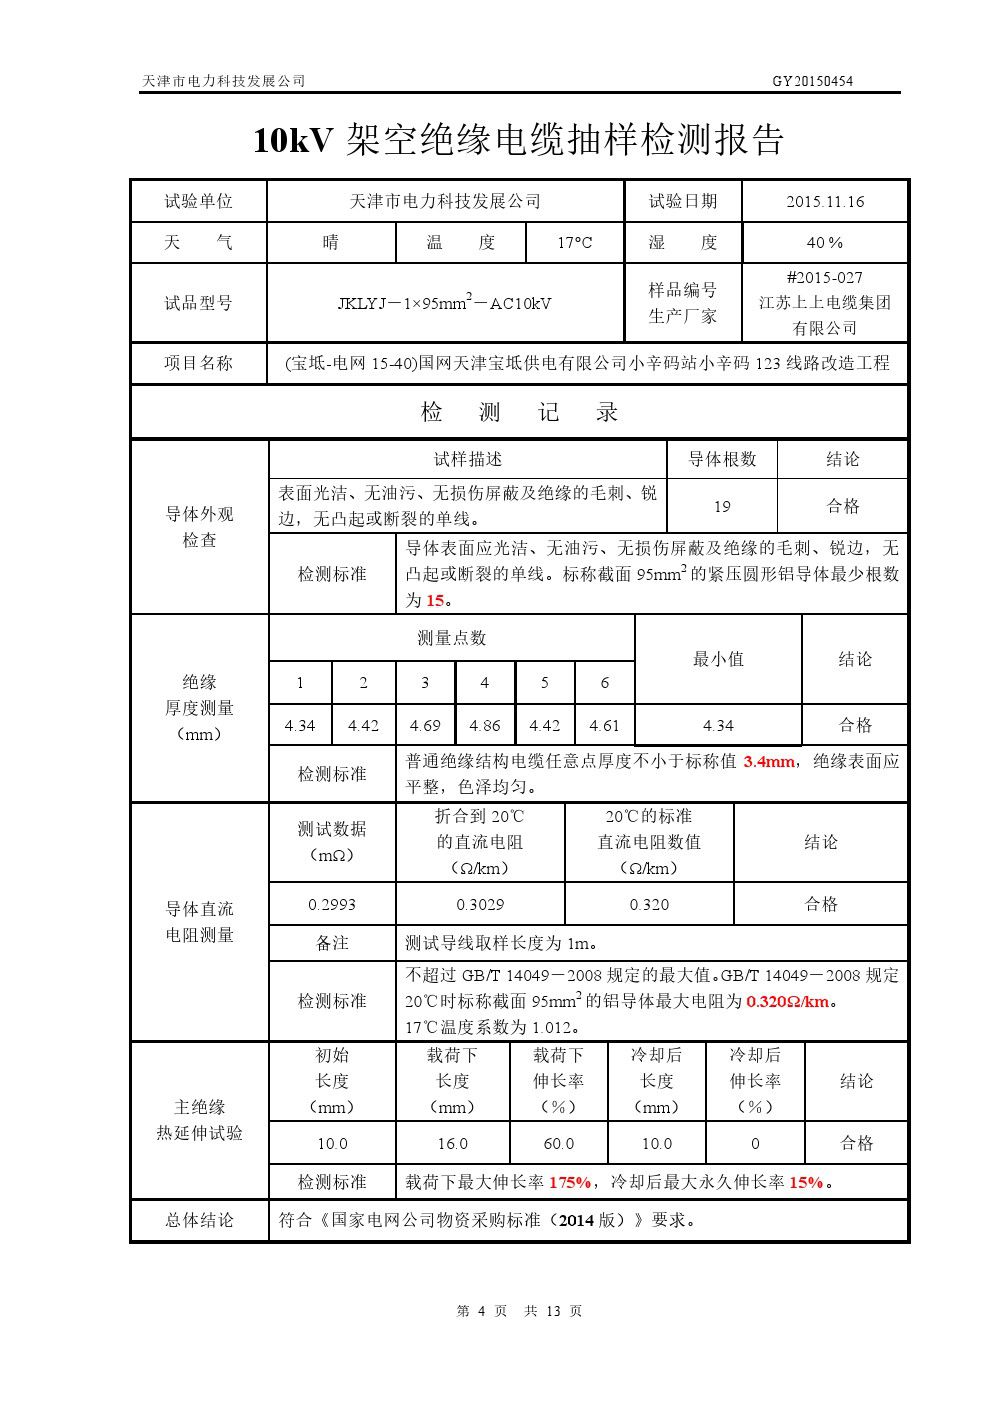 天津市电力科技发展公司 GY20150454
10kV 架空绝缘电缆抽样检测报告
试验单位 天津市电力科技发展公司 试验日期 2015.11.16
天 气 晴 温 度 17°C 湿 度 40％
试品型号 JKLYJ－1×95mm²－AC10kV 样品编号 生产厂家 #2015-027
江苏上上电缆集团
有限公司
项目名称 (宝坻-电网 15-40)国网天津宝坻供电有限公司小辛码站小辛码 123 线路改造工程
检 测 记 录
导体外观
检查
试样描述 导体根数 结论
表面光洁、无油污、无损伤屏蔽及绝缘的毛刺、锐
边，无凸起或断裂的单线。
19 合格
检测标准
导体表面应光洁、无油污、无损伤屏蔽及绝缘的毛刺、锐边，无
凸起或断裂的单线。标称截面 95mm²的紧压圆形铝导体最少根数
为 15。
绝缘
厚度测量
（mm）
测量点数 最小值 结论
1 2 3 4 5 6
4.34 4.42 4.69 4.86 4.42 4.61 4.34 合格
检测标准
普通绝缘结构电缆任意点厚度不小于标称值 3.4mm，绝缘表面应
平整，色泽均匀。
导体直流
电阻测量
测试数据
（mΩ）
折合到 20℃
的直流电阻
（Ω/km）
20℃的标准
直流电阻数值
（Ω/km）
结论
0.2993 0.3029 0.320 合格
备注 测试导线取样长度为 1m。
检测标准
不超过 GB/T 14049－2008 规定的最大值。GB/T 14049－2008 规定
20℃时标称截面 95mm²的铝导体最大电阻为 0.320Ω/km。
17℃温度系数为 1.012。
主绝缘
热延伸试验
初始
长度
（mm）
载荷下
长度
（mm）
载荷下
伸长率
（％）
冷却后
长度
（mm）
冷却后
伸长率
（％）
结论
10.0 16.0 60.0 10.0 0 合格
检测标准 载荷下最大伸长率 175%，冷却后最大永久伸长率 15%。
总体结论 符合《国家电网公司物资采购标准（2014 版）》要求。
第 4 页 共 13 页